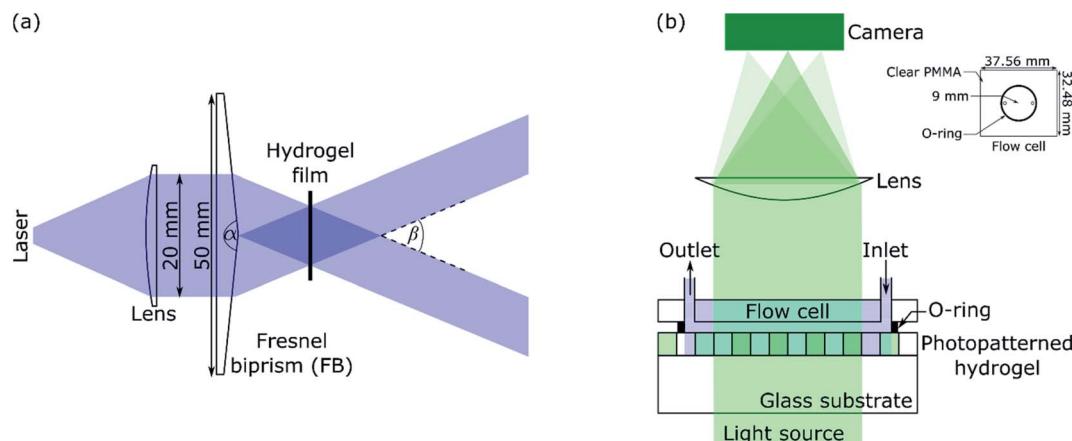 (a)
Laser
Lens
20 mm
50 mm
α
Fresnel
biprism (FB)
Hydrogel
film
β
(b)
Camera
37.56 mm
32.48 mm
Clear PMMA
9 mm
O-ring
Flow cell
Lens
Outlet
Inlet
Flow cell
O-ring
Photopatterned
hydrogel
Glass substrate
Light source